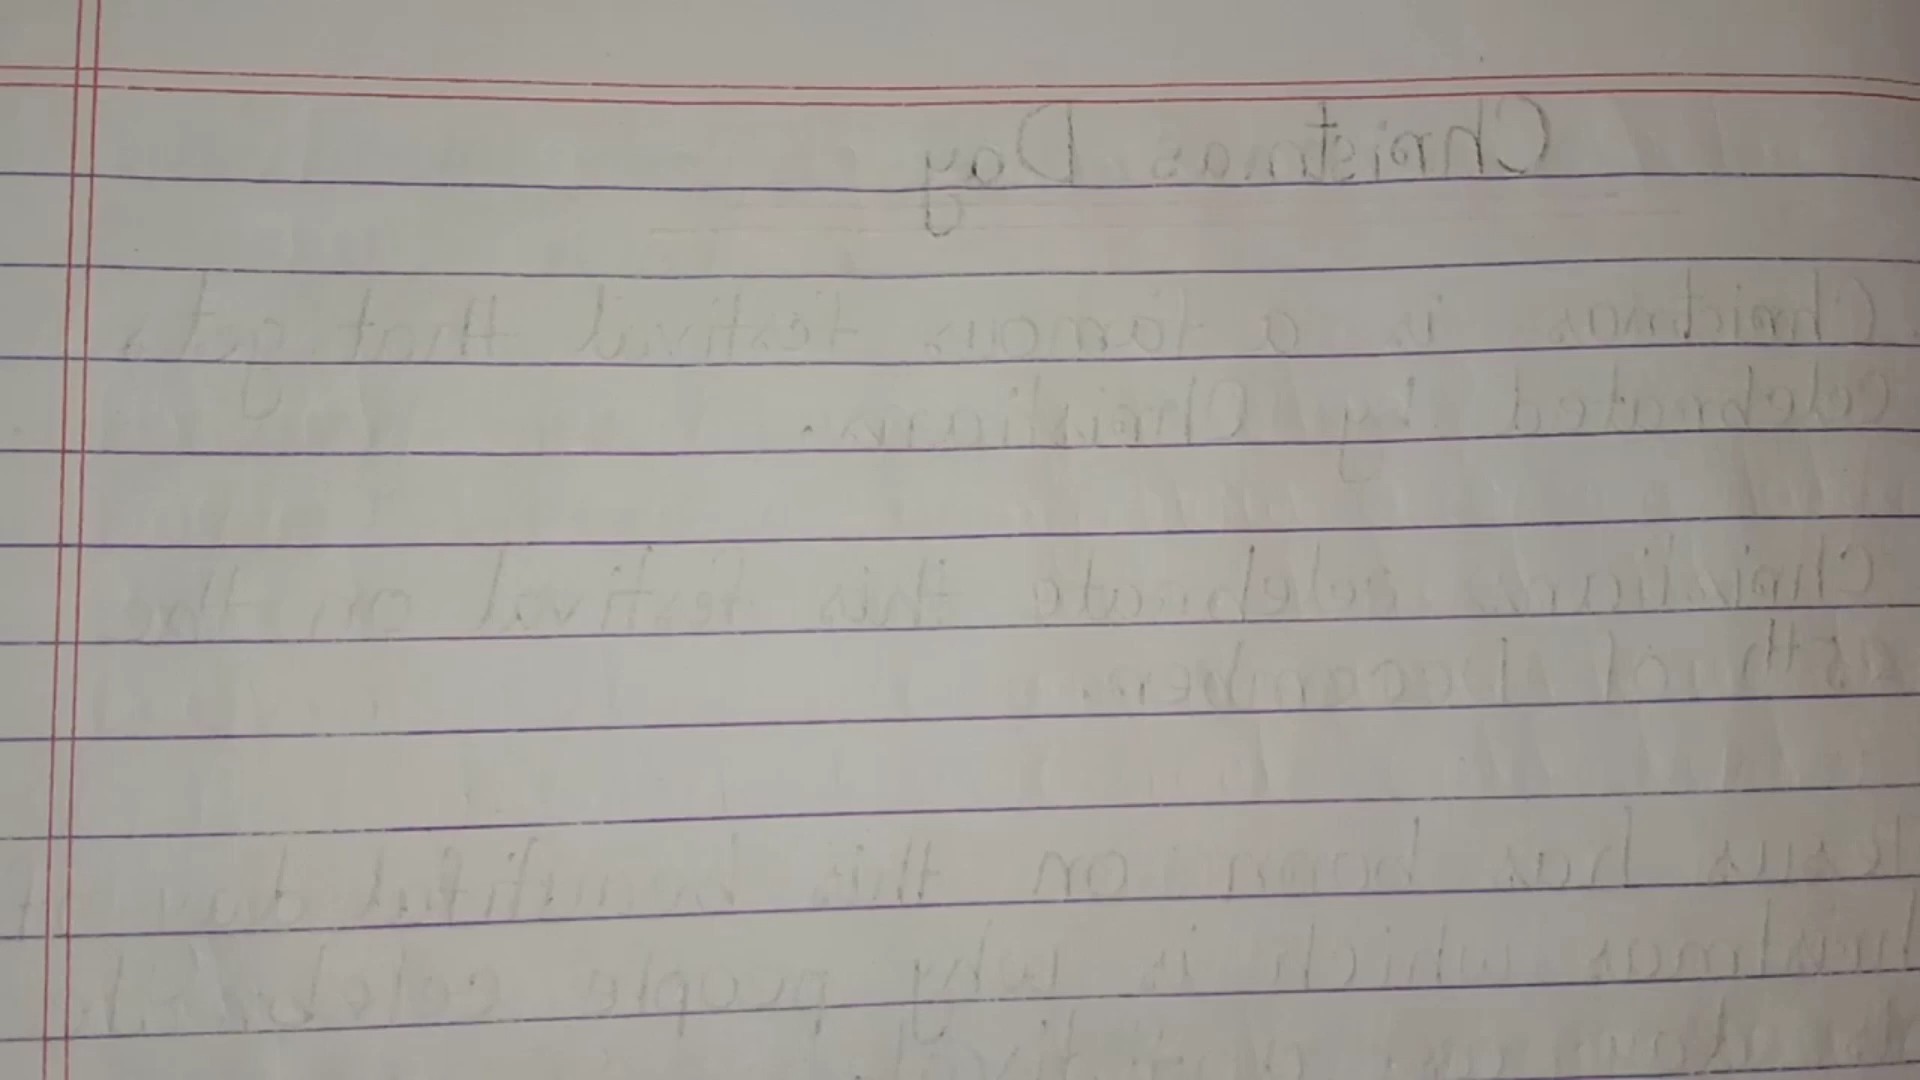 Christmas Day
Christmas is a famous festival that gets
celebrated by Christians.
Christians celebrate this festival on the
25th of December.
Jesus has born on this beautiful day of
which is why people